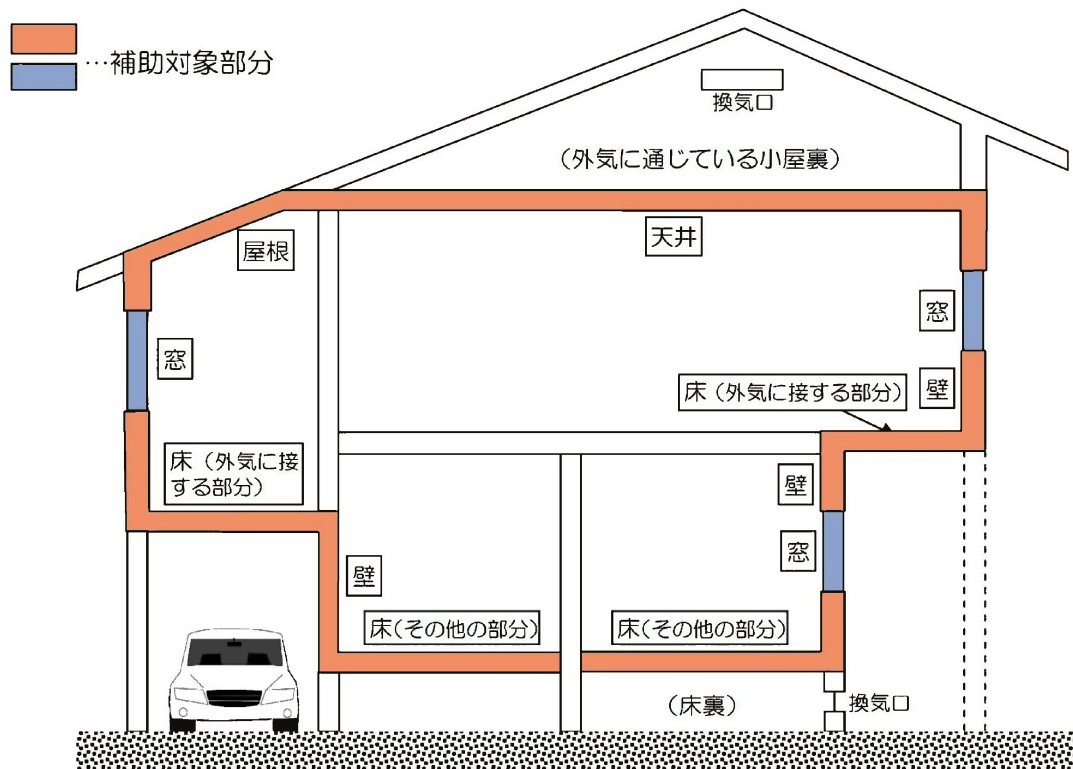 …補助対象部分
換気口
（外気に通じている小屋裏）
屋根
天井
窓
窓
床（外気に接する部分）
壁
床（外気に接
する部分）
壁
窓
壁
床（その他の部分）
床（その他の部分）
（床裏）
換気口